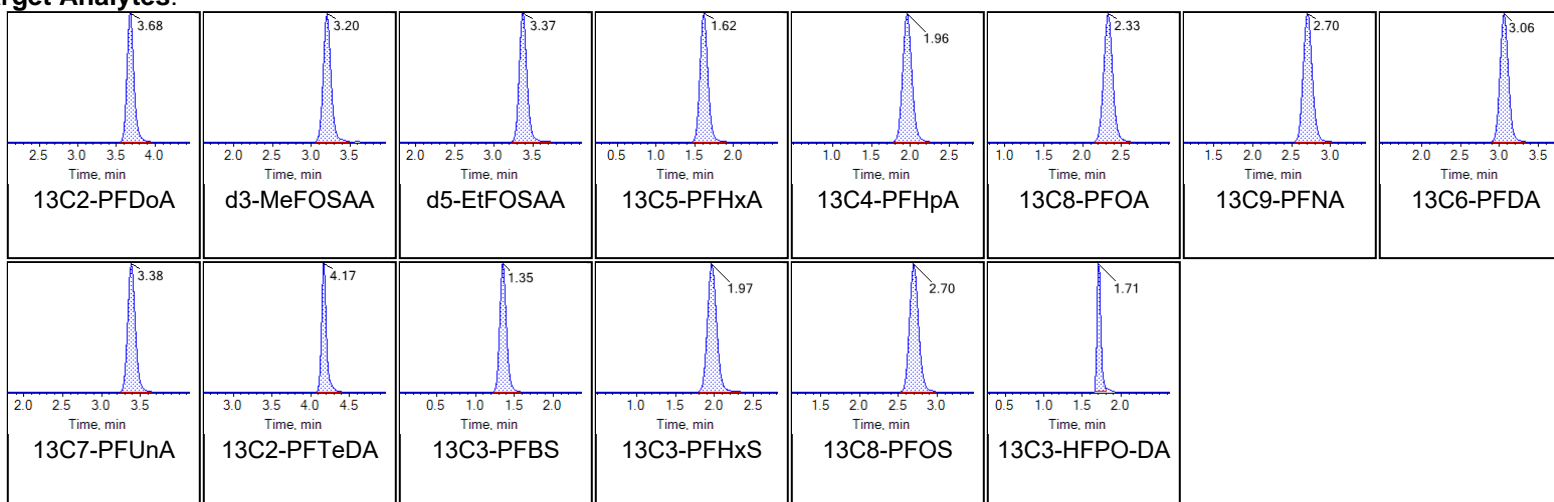 arget Analytes:
3.68 3.20 3.37 1.62 1.96 2.33 2.70 3.06
2.5 3.0 3.5 4.0 2.0 2.5 3.0 3.5 2.0 2.5 3.0 3.5 0.5 1.0 1.5 2.0 1.0 1.5 2.0 2.5 1.0 1.5 2.0 2.5 1.5 2.0 2.5 3.0 2.0 2.5 3.0 3.5
Time, min Time, min Time, min Time, min Time, min Time, min Time, min Time, min
13C2-PFDoA d3-MeFOSAA d5-EtFOSAA 13C5-PFHxA 13C4-PFHpA 13C8-PFOA 13C9-PFNA 13C6-PFDA
3.38 4.17 1.35 1.97 2.70 1.71
2.0 2.5 3.0 3.5 3.0 3.5 4.0 4.5 0.5 1.0 1.5 2.0 1.0 1.5 2.0 2.5 1.5 2.0 2.5 3.0 0.5 1.0 1.5 2.0
Time, min Time, min Time, min Time, min Time, min Time, min
13C7-PFUnA 13C2-PFTeDA 13C3-PFBS 13C3-PFHxS 13C8-PFOS 13C3-HFPO-DA